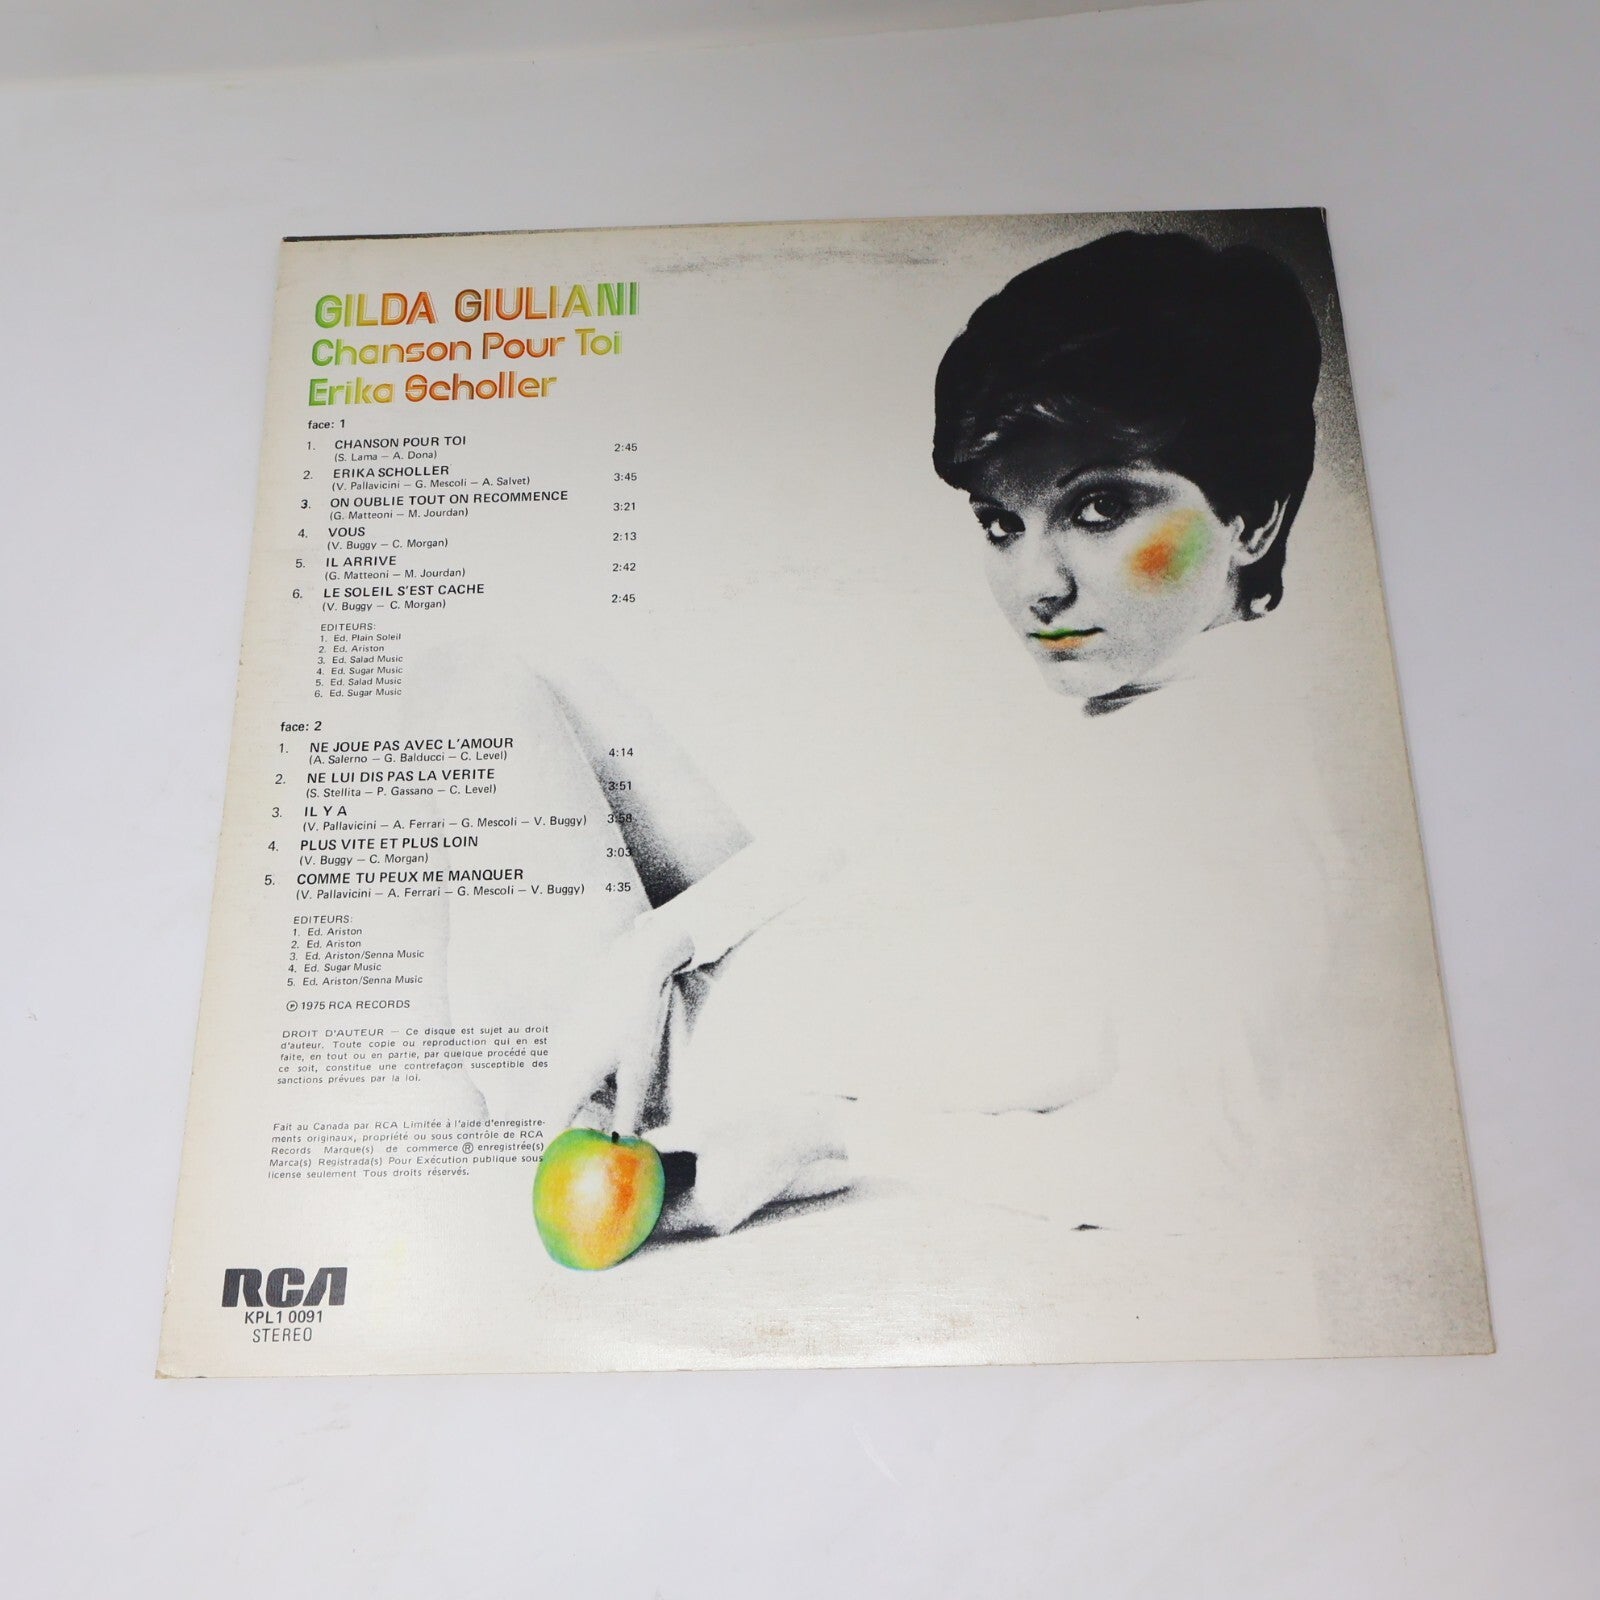 GILDA GIULIANI
Chanson Pour Toi
Erika Scholler
face: 1
1. CHANSON POUR TOI 2:45
(S. Lama – A. Dona)
2. ERIKA SCHOLLER 3:45
(V. Pallavicini – G. Mescoli – A. Salvet)
3. ON OUBLIE TOUT ON RECOMMENCE 3:21
(G. Matteoni – M. Jourdan)
4. VOUS 2:13
(V. Buggy – C. Morgan)
5. IL ARRIVE 2:42
(G. Matteoni – M. Jourdan)
6. LE SOLEIL S'EST CACHE 2:45
(V. Buggy – C. Morgan)
EDITEURS:
1. Ed. Plain Soleil
2. Ed. Ariston
3. Ed. Salad Music
4. Ed. Sugar Music
5. Ed. Salad Music
6. Ed. Sugar Music
face: 2
1. NE JOUE PAS AVEC L'AMOUR 4:14
(A. Salerno – G. Balducci – C. Level)
2. NE LUI DIS PAS LA VERITE 3:51
(S. Stellita – P. Gassano – C. Level)
3. IL Y A 3:58
(V. Pallavicini – A. Ferrari – G. Mescoli – V. Buggy)
4. PLUS VITE ET PLUS LOIN 3:03
(V. Buggy – C. Morgan)
5. COMME TU PEUX ME MANQUER 4:35
(V. Pallavicini – A. Ferrari – G. Mescoli – V. Buggy)
EDITEURS:
1. Ed. Ariston
2. Ed. Ariston
3. Ed. Ariston/Senna Music
4. Ed. Sugar Music
5. Ed. Ariston/Senna Music
℗ 1975 RCA RECORDS
DROIT D'AUTEUR – Ce disque est sujet au droit
d'auteur. Toute copie ou reproduction qui en est
faite, en tout ou en partie, par quelque procédé que
ce soit, constitue une contrefaçon susceptible des
sanctions prévues par la loi.
Fait au Canada par RCA Limitée à l'aide d'enregistre-
ments originaux, propriété ou sous contrôle de RCA
Records Marque(s) de commerce ® enregistrée(s)
Marca(s) Registrada(s) Pour Exécution publique sous
license seulement Tous droits réservés.
RCA
KPL1 0091
STEREO